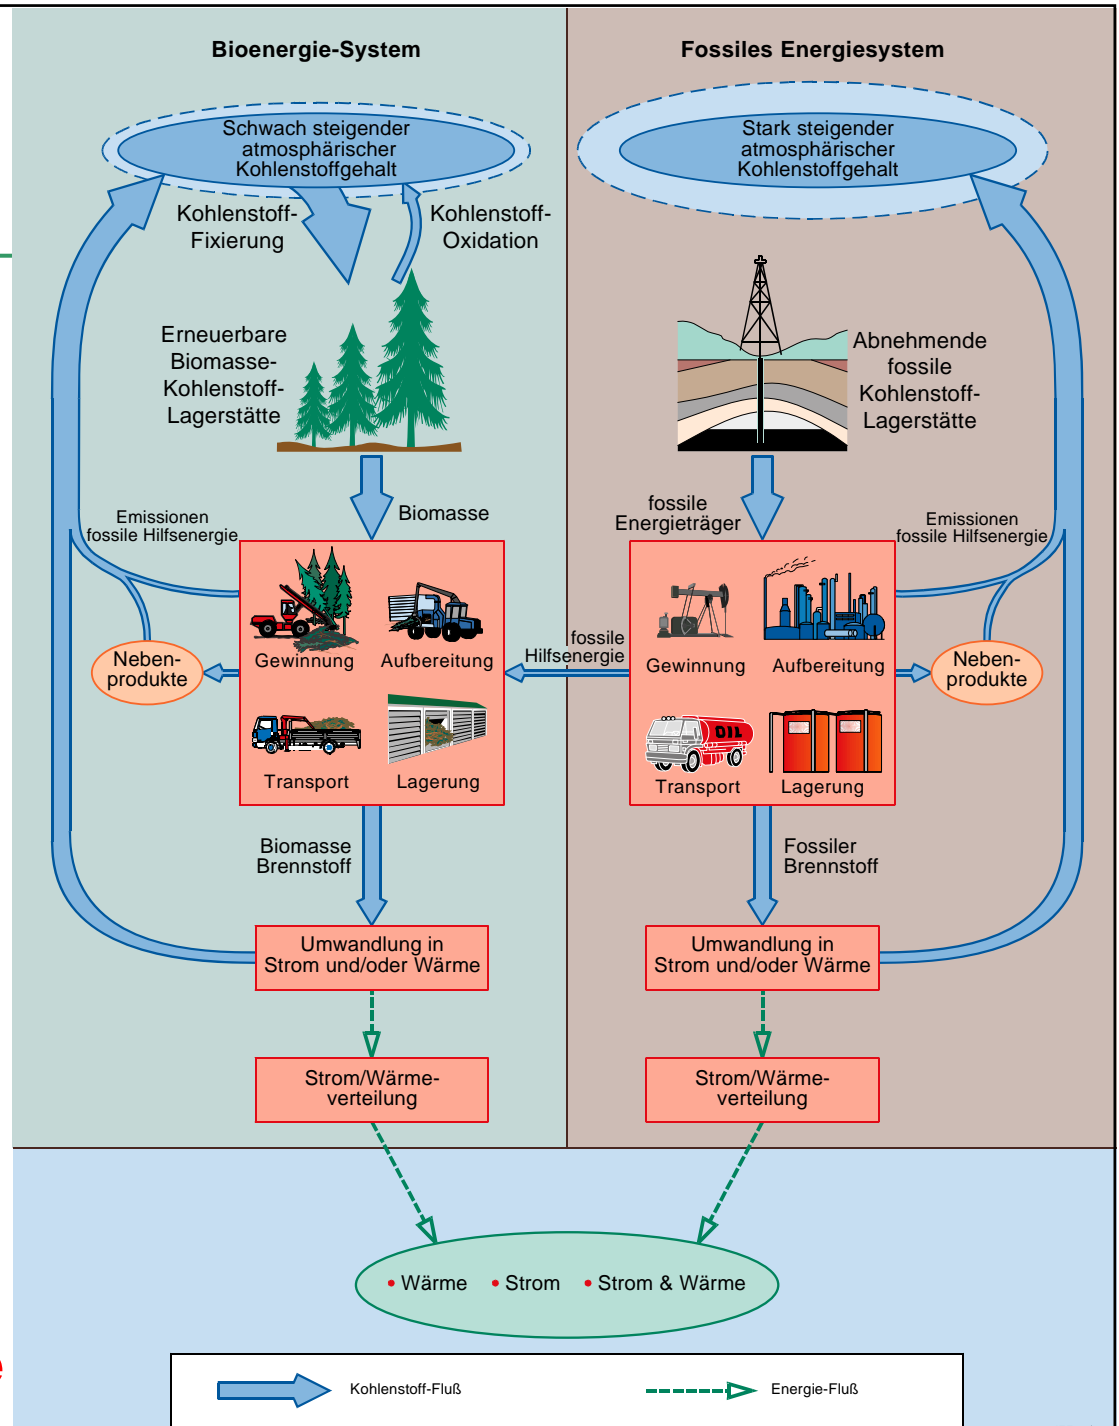 Bioenergie-System
Fossiles Energiesystem
Schwach steigender
atmosphärischer
Kohlenstoffgehalt
Stark steigender
atmosphärischer
Kohlenstoffgehalt
Kohlenstoff-
Fixierung
Kohlenstoff-
Oxidation
Erneuerbare
Biomasse-
Kohlenstoff-
Lagerstätte
Abnehmende
fossile
Kohlenstoff-
Lagerstätte
Biomasse
fossile
Energieträger
Emissionen
fossile Hilfsenergie
Emissionen
fossile Hilfsenergie
Gewinnung
Aufbereitung
fossile
Hilfsenergie
Gewinnung
Aufbereitung
Neben-
produkte
Neben-
produkte
OIL
Transport
Lagerung
Transport
Lagerung
Biomasse
Brennstoff
Fossiler
Brennstoff
Umwandlung in
Strom und/oder Wärme
Umwandlung in
Strom und/oder Wärme
Strom/Wärme-
verteilung
Strom/Wärme-
verteilung
• Wärme • Strom • Strom & Wärme
Kohlenstoff-Fluß
Energie-Fluß